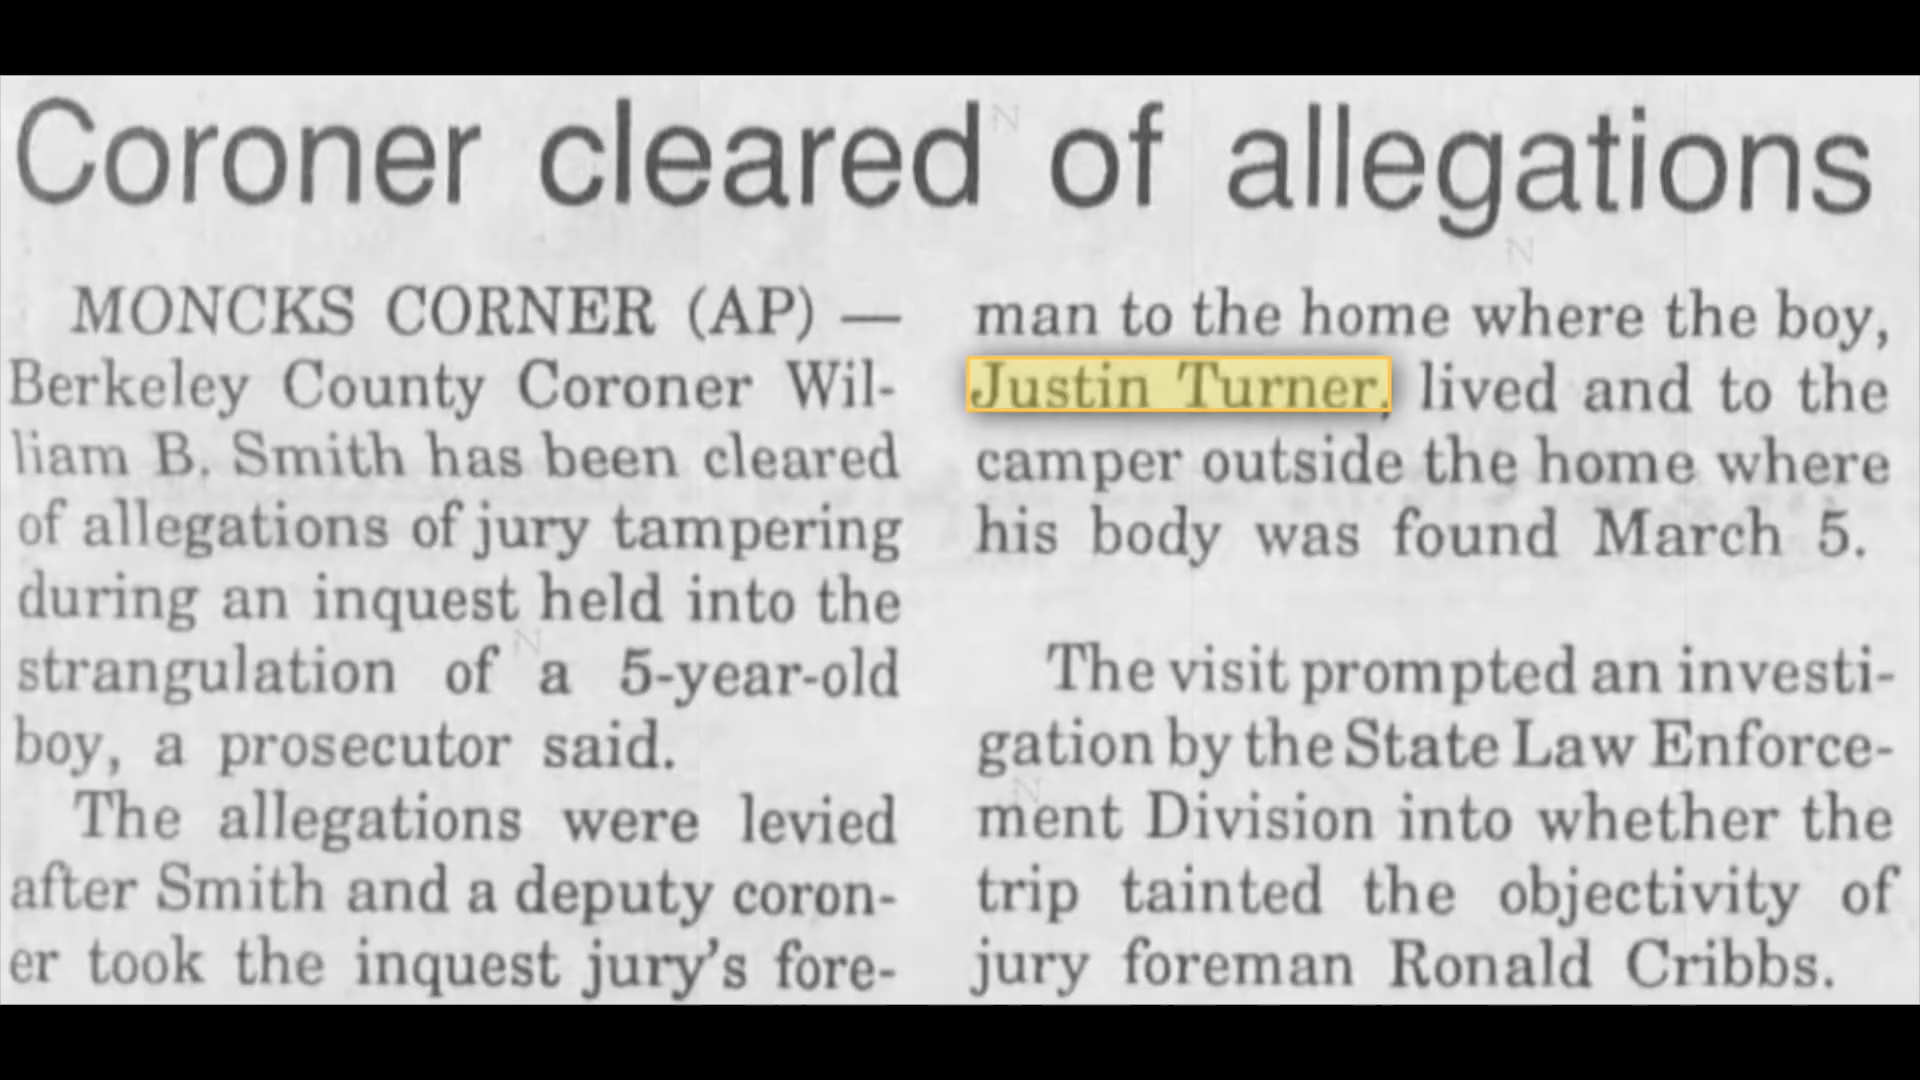 Coroner cleared of allegations
MONCKS CORNER (AP) —
Berkeley County Coroner Wil-
liam B. Smith has been cleared
of allegations of jury tampering
during an inquest held into the
strangulation of a 5-year-old
boy, a prosecutor said.
The allegations were levied
after Smith and a deputy coron-
er took the inquest jury's fore-
man to the home where the boy,
Justin Turner, lived and to the
camper outside the home where
his body was found March 5.
The visit prompted an investi-
gation by the State Law Enforce-
ment Division into whether the
trip tainted the objectivity of
jury foreman Ronald Cribbs.